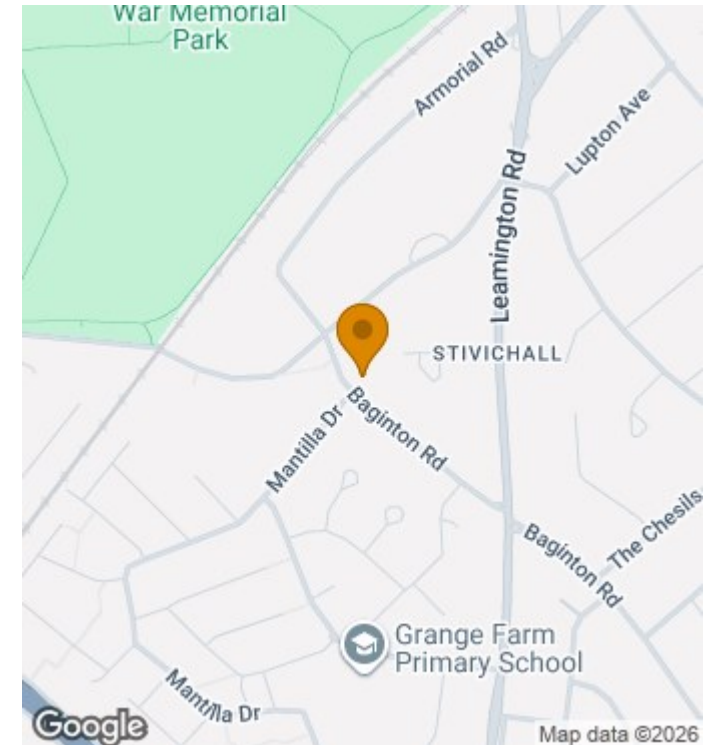 War Memorial
Park
Armorial Rd
Lupton Ave
Leamington Rd
STIVICHALL
Mantilla Dr
Baginton Rd
Baginton Rd
The Chesils
Grange Farm
Primary School
Mantilla Dr
Google
Map data ©2026